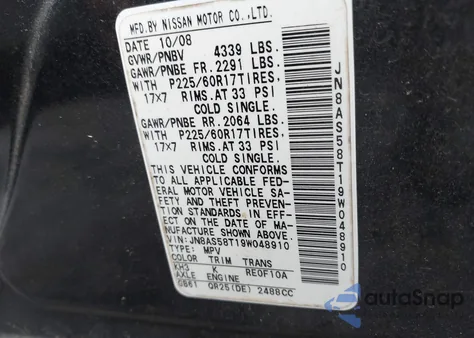 MFD. BY NISSAN MOTOR CO., LTD.
DATE 10/08
GVWR/PNBV 4339 LBS.
GAWR/PNBE FR. 2291 LBS.
WITH P225/60R17TIRES,
17x7 RIMS. AT 33 PSI
COLD SINGLE.
GAWR/PNBE RR. 2064 LBS.
WITH P225/60R17TIRES,
17x7 RIMS. AT 33 PSI
COLD SINGLE.
THIS VEHICLE CONFORMS
TO ALL APPLICABLE FED-
ERAL MOTOR VEHICLE SA-
FETY AND THEFT PREVEN-
TION STANDARDS IN EFF-
ECT ON THE DATE OF MA-
NUFACTURE SHOWN ABOVE.
VIN: JN8AS58T19W048910
TYPE: MPV
COLOR TRIM TRANS
KH3 K RE0F10A
AXLE ENGINE
GB61 QR25(DE) 2488CC
JN8AS58T19W048910
autoSnap